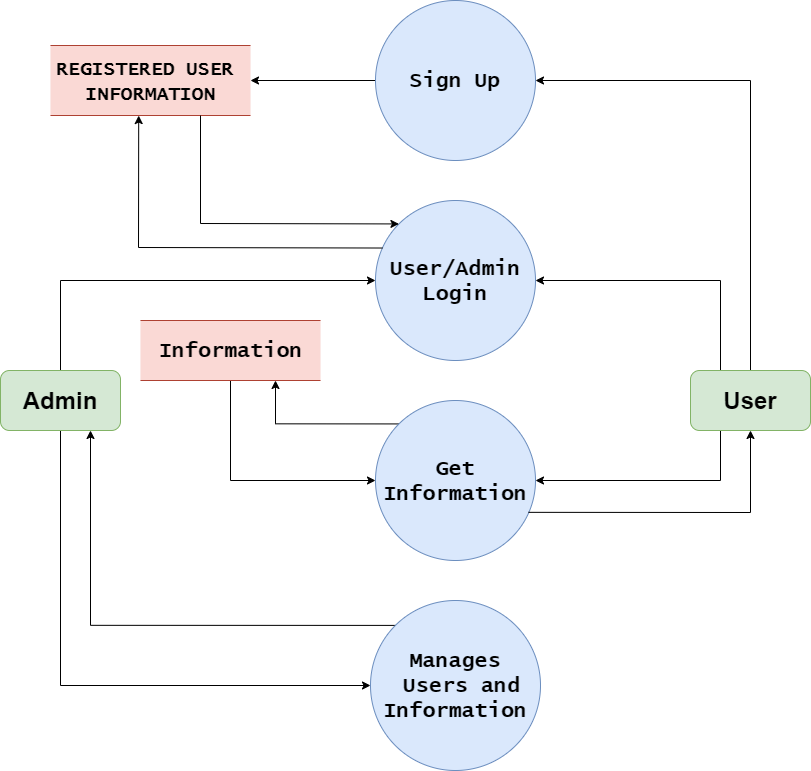 REGISTERED USER
INFORMATION
Sign Up
User/Admin
Login
Information
Admin
User
Get
Information
Manages
Users and
Information